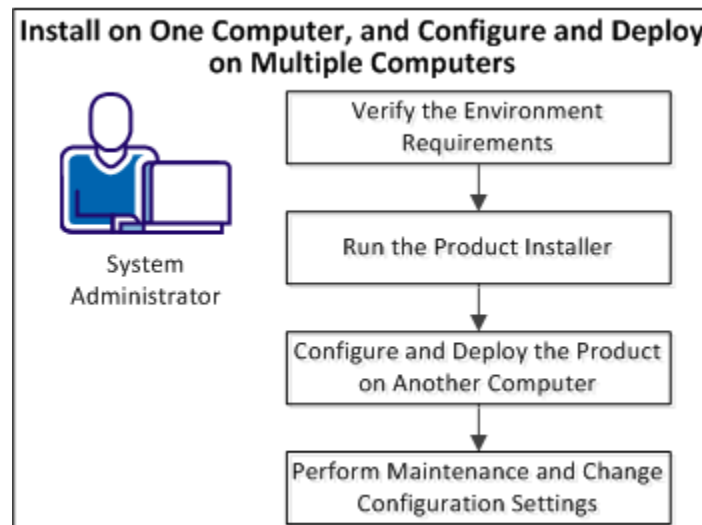 Install on One Computer, and Configure and Deploy
on Multiple Computers
Verify the Environment
Requirements
System
Administrator
Run the Product Installer
Configure and Deploy the Product
on Another Computer
Perform Maintenance and Change
Configuration Settings